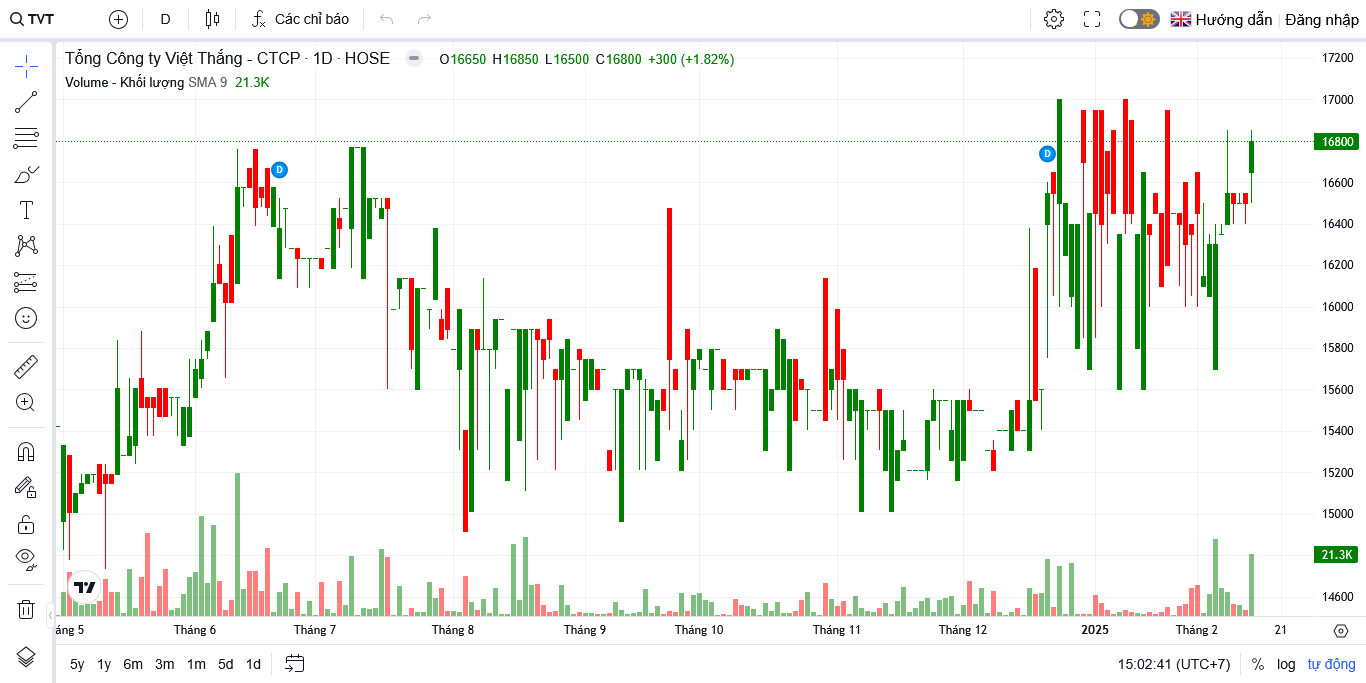 TVT D Các chỉ báo Hướng dẫn Đăng nhập
Tổng Công ty Việt Thắng - CTCP · 1D · HOSE O16650 H16850 L16500 C16800 +300 (+1.82%)
Volume - Khối lượng SMA 9 21.3K
17200
17000
16800
16600
16400
16200
16000
15800
15600
15400
15200
15000
21.3K
14600
D
D
áng 5 Tháng 6 Tháng 7 Tháng 8 Tháng 9 Tháng 10 Tháng 11 Tháng 12 2025 Tháng 2 21
5y 1y 6m 3m 1m 5d 1d 15:02:41 (UTC+7) % log tự động